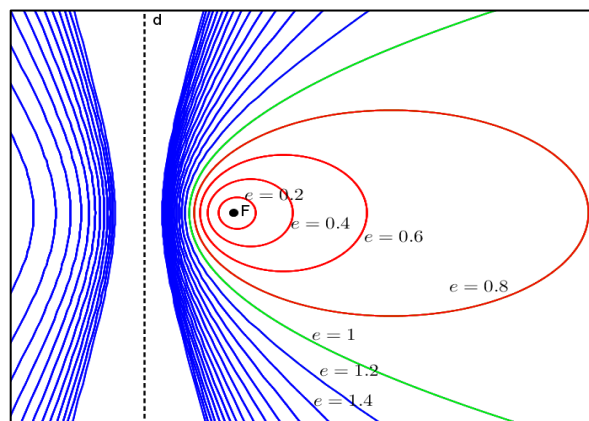 d
e = 0.2
F
e = 0.4
e = 0.6
e = 0.8
e = 1
e = 1.2
e = 1.4